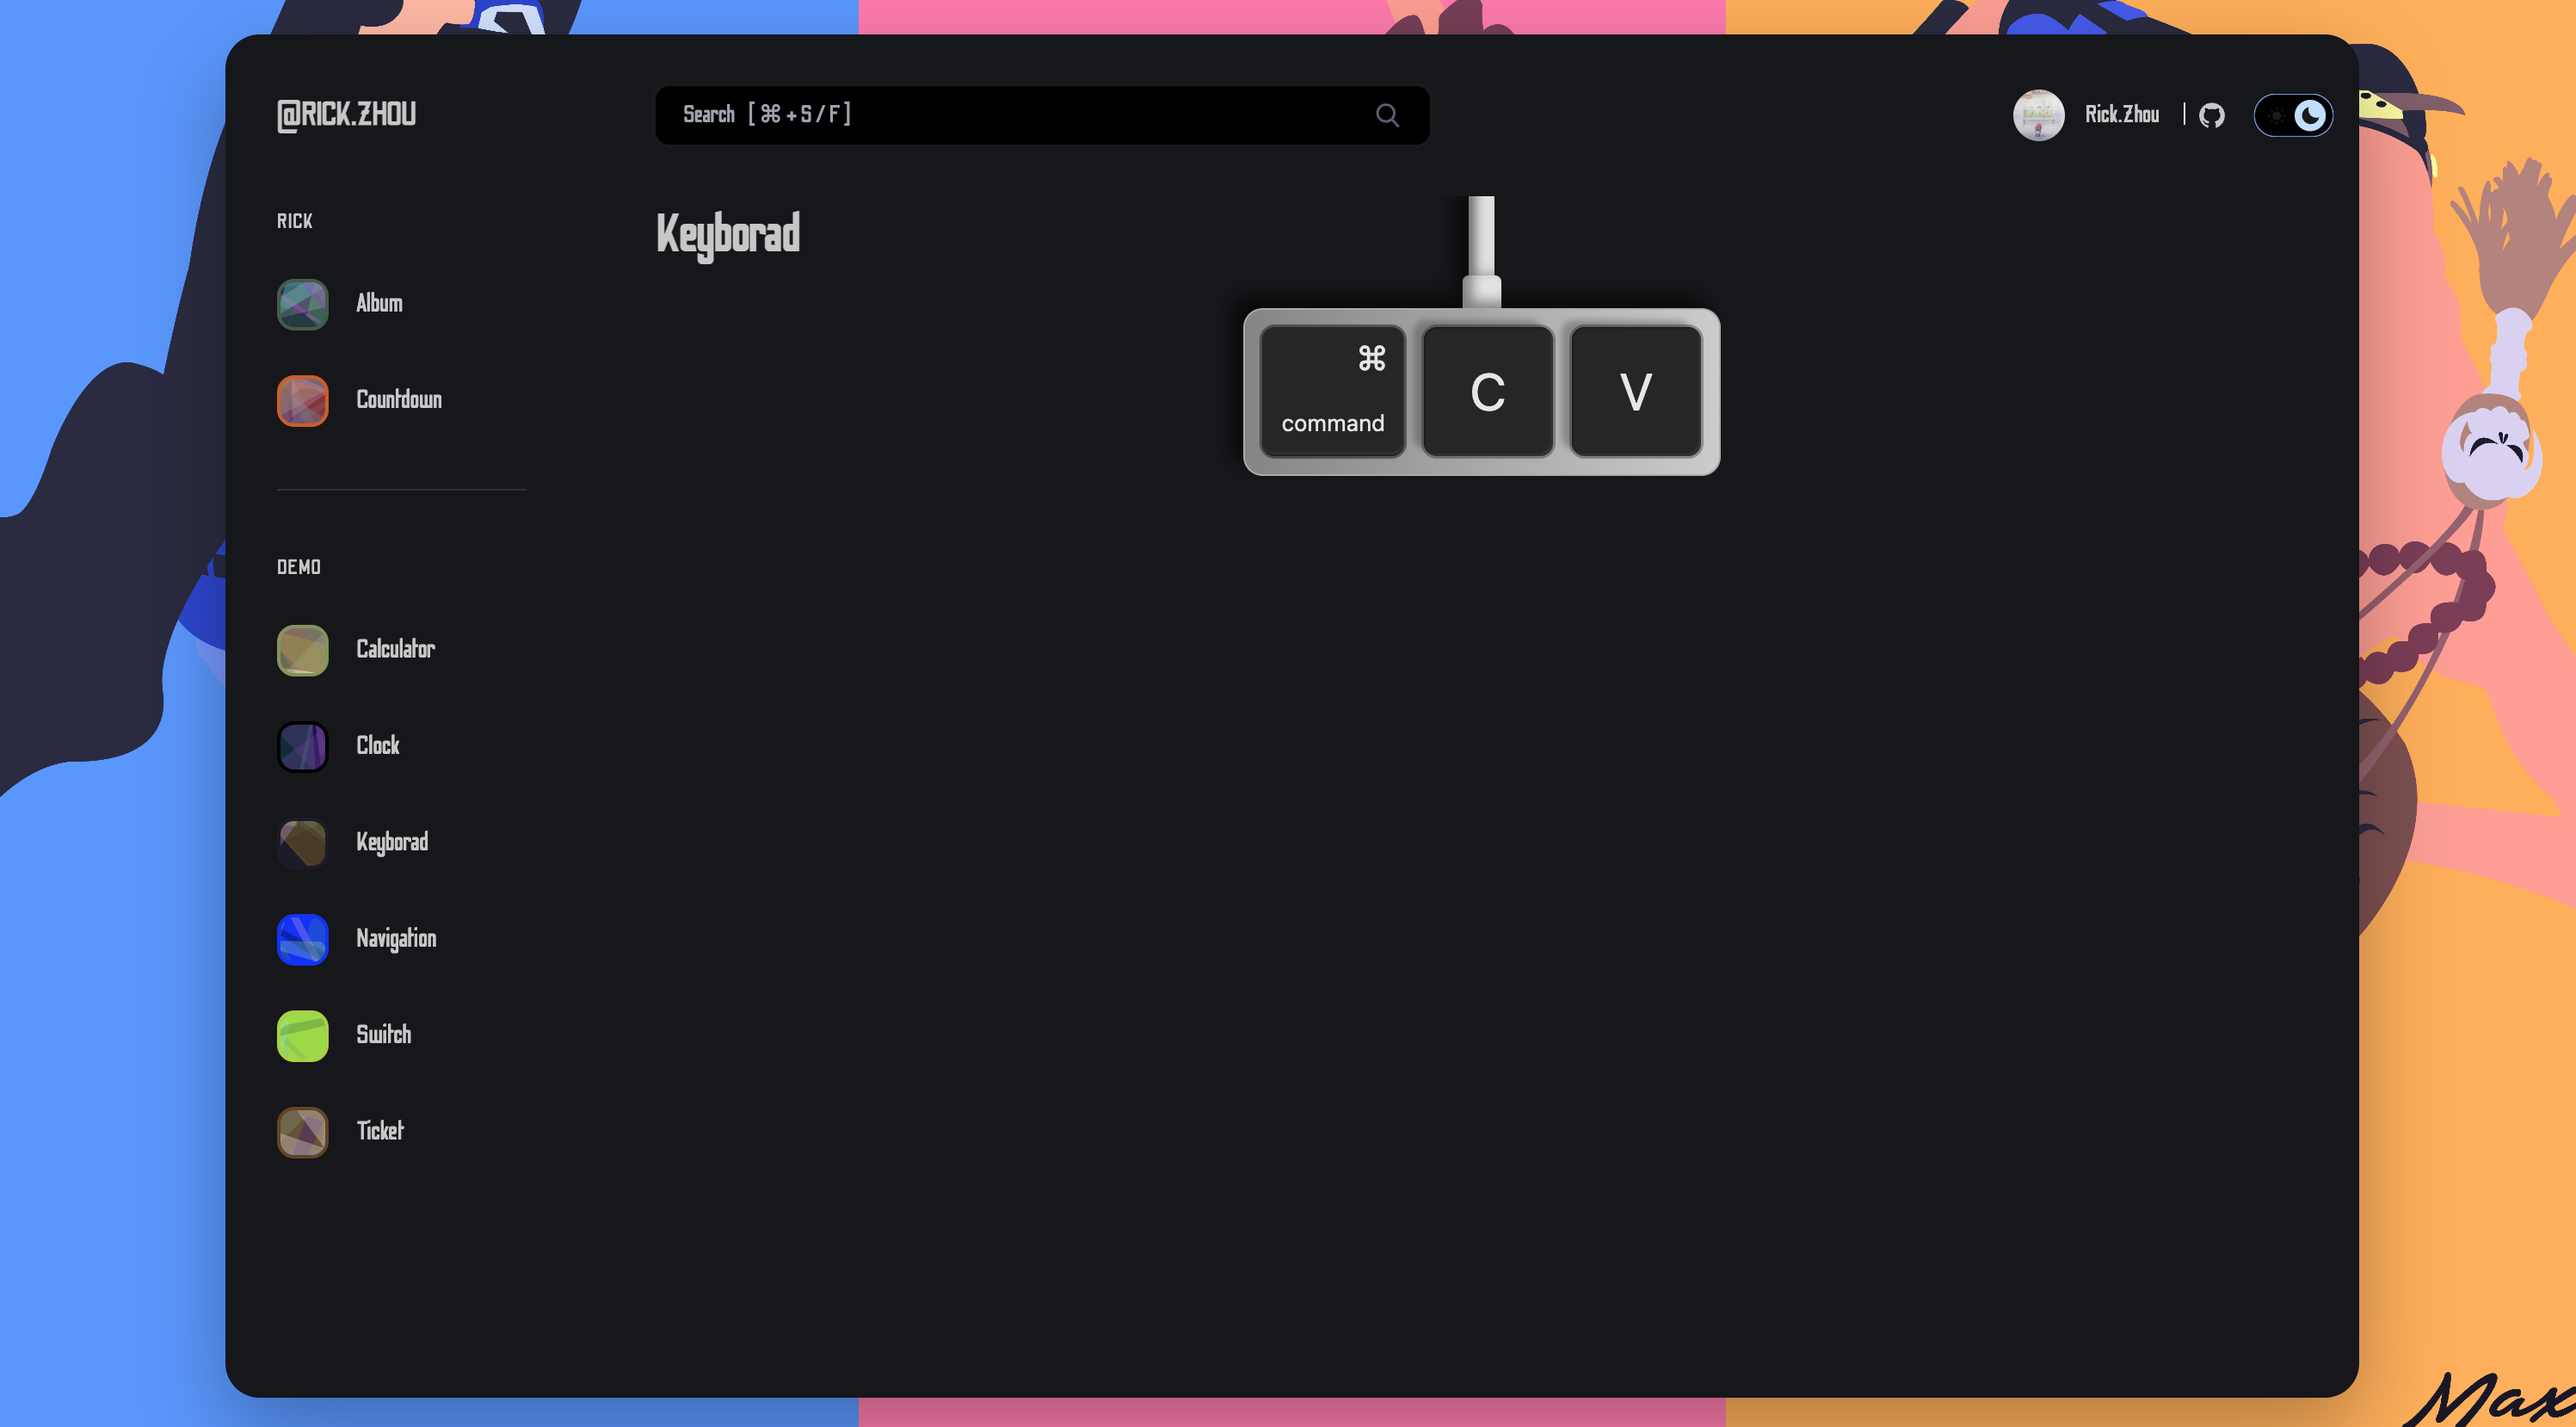 @RICK.ZHOU
Search [ ⌘ + S / F ]
Rick.Zhou |
RICK
Album
Countdown
DEMO
Calculator
Clock
Keyborad
Navigation
Switch
Ticket
Keyborad
⌘
command
C
V
Max